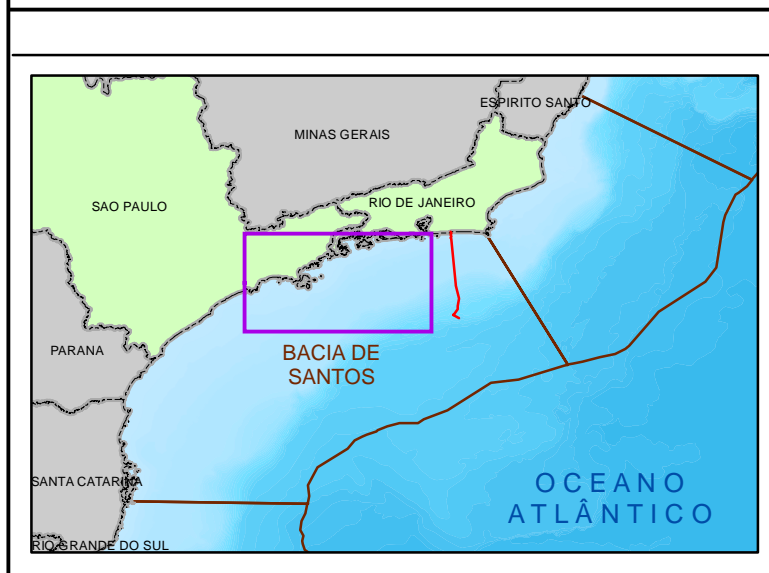 ESPIRITO SANTO
MINAS GERAIS
RIO DE JANEIRO
SAO PAULO
PARANA
BACIA DE
SANTOS
SANTA CATARINA
OCEANO
ATLÂNTICO
RIO GRANDE DO SUL